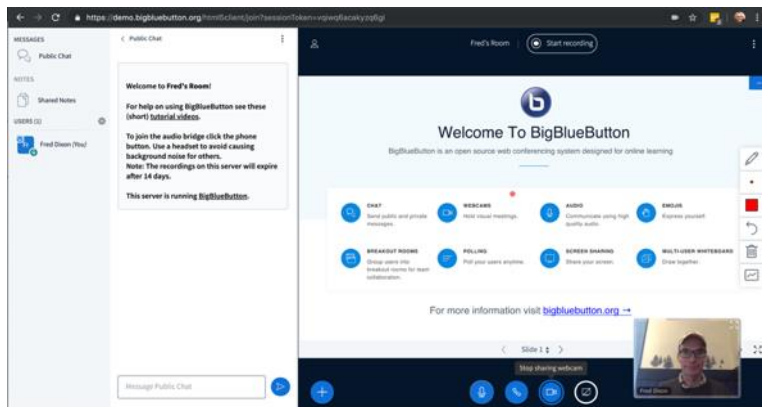 https://demo.bigbluebutton.org/html5client/join?sessionToken=
MESSAGES
Public Chat
NOTES
Shared Notes
USERS (1)
Fred Dixon (You)
Public Chat
Welcome to Fred's Room!
For help on using BigBlueButton see these
(short) tutorial videos.
To join the audio bridge click the phone
button. Use a headset to avoid causing
background noise for others.
Note: The recordings on this server will expire
after 14 days.
This server is running BigBlueButton.
Message Public Chat
Fred's Room
Start recording
b
Welcome To BigBlueButton
BigBlueButton is an open source web conferencing system designed for online learning
CHAT
Send public and private
messages.
WEBCAMS
Hold visual meetings.
AUDIO
Communicate using high
quality audio.
EMOJIS
Express yourself.
BREAKOUT ROOMS
Group users into
breakout rooms for team
collaboration.
POLLING
Poll your users anytime.
SCREEN SHARING
Share your screen.
MULTI-USER WHITEBOARD
Draw together.
For more information visit bigbluebutton.org →
Slide 1
Stop sharing webcam
Fred Dixon